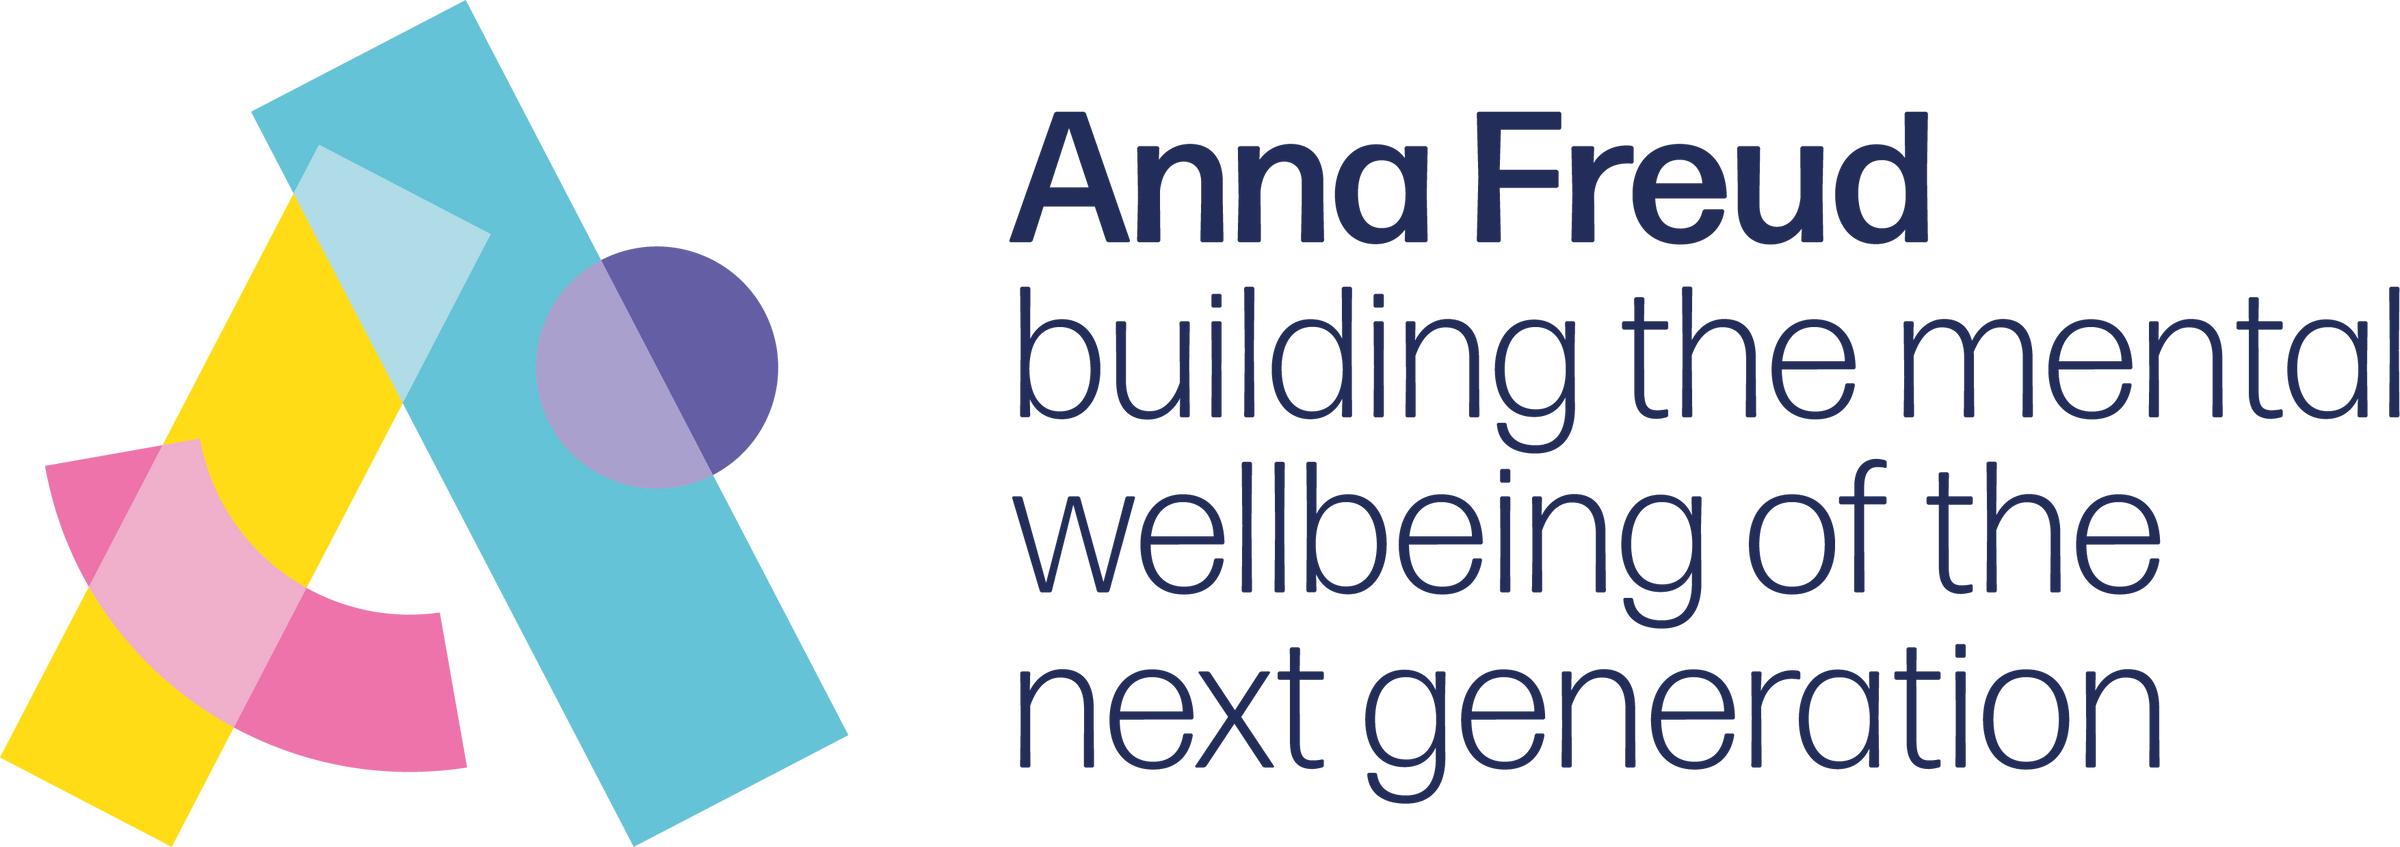 Anna Freud
building the mental
wellbeing of the
next generation